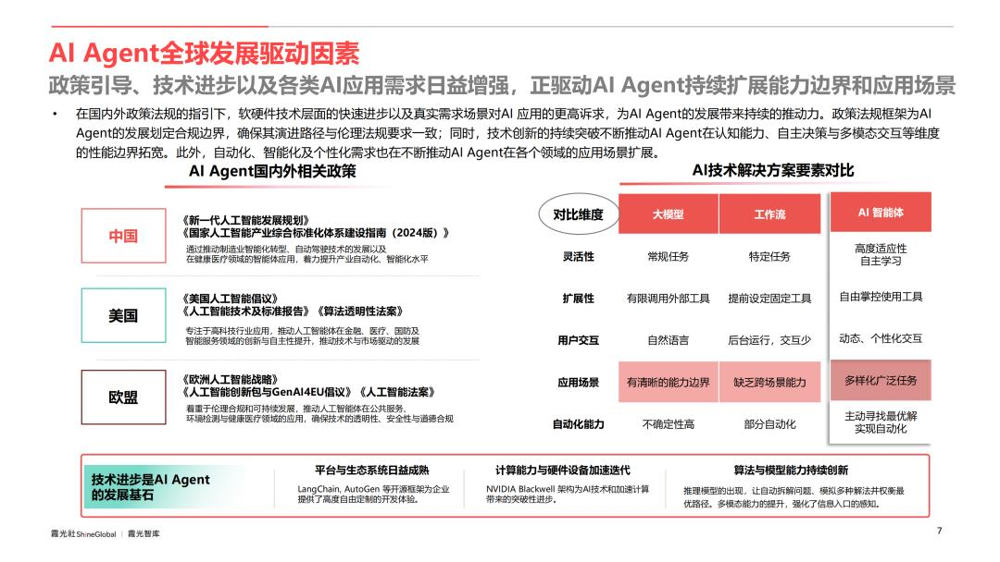 AI Agent全球发展驱动因素
政策引导、技术进步以及各类AI应用需求日益增强，正驱动AI Agent持续扩展能力边界和应用场景
• 在国内外政策法规的指引下，软硬件技术层面的快速进步以及真实需求场景对AI 应用的更高诉求，为AI Agent的发展带来持续的推动力。政策法规框架为AI
Agent的发展划定合规边界，确保其演进路径与伦理法规要求一致；同时，技术创新的持续突破不断推动AI Agent在认知能力、自主决策与多模态交互等维度
的性能边界拓宽。此外，自动化、智能化及个性化需求也在不断推动AI Agent在各个领域的应用场景扩展。
AI Agent国内外相关政策
中国
《新一代人工智能发展规划》
《国家人工智能产业综合标准化体系建设指南（2024版）》
通过推动制造业智能化转型、自动驾驶技术的发展以及
在健康医疗领域的智能体应用，着力提升产业自动化、智能化水平
美国
《美国人工智能倡议》
《人工智能技术及标准报告》《算法透明性法案》
专注于高科技行业应用，推动人工智能体在金融、医疗、国防及
智能服务领域的创新与自主性提升，推动技术与市场驱动的发展
欧盟
《欧洲人工智能战略》
《人工智能创新包与GenAI4EU倡议》《人工智能法案》
着重于伦理合规和可持续发展，推动人工智能体在公共服务、
环境检测与健康医疗领域的应用，确保技术的透明性、安全性与道德合规
AI技术解决方案要素对比
对比维度 大模型 工作流 AI 智能体
灵活性 常规任务 特定任务 高度适应性
自主学习
扩展性 有限调用外部工具 提前设定固定工具 自由掌控使用工具
用户交互 自然语言 后台运行，交互少 动态、个性化交互
应用场景 有清晰的能力边界 缺乏跨场景能力 多样化广泛任务
自动化能力 不确定性高 部分自动化 主动寻找最优解
实现自动化
技术进步是AI Agent
的发展基石
平台与生态系统日益成熟
LangChain, AutoGen 等开源框架为企业
提供了高度自由定制的开发体验。
计算能力与硬件设备加速迭代
NVIDIA Blackwell 架构为AI技术和加速计算
带来的突破性进步。
算法与模型能力持续创新
推理模型的出现，让自动拆解问题、模拟多种解法并权衡最
优路径。多模态能力的提升，强化了信息入口的感知。
霞光社ShineGlobal | 霞光智库
7